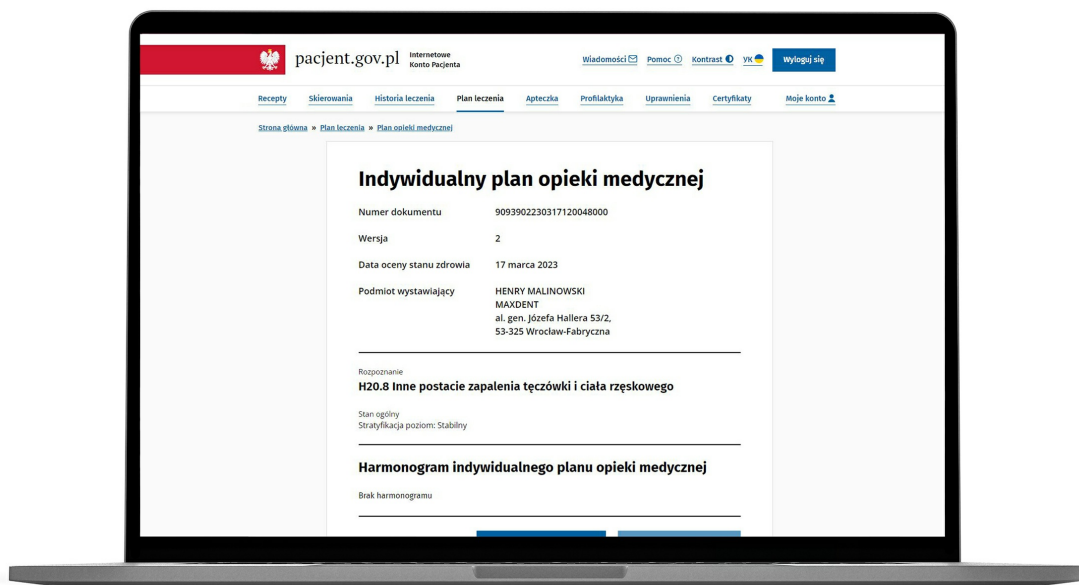 pacjent.gov.pl
Internetowe
Konto Pacjenta
Wiadomości
Pomoc
Kontrast
УК
Wyloguj się
Recepty
Skierowania
Historia leczenia
Plan leczenia
Apteczka
Profilaktyka
Uprawnienia
Certyfikaty
Moje konto
Strona główna » Plan leczenia » Plan opieki medycznej
Indywidualny plan opieki medycznej
Numer dokumentu 9093902230317120048000
Wersja 2
Data oceny stanu zdrowia 17 marca 2023
Podmiot wystawiający HENRY MALINOWSKI
MAXDENT
al. gen. Józefa Hallera 53/2,
53-325 Wrocław-Fabryczna
Rozpoznanie
H20.8 Inne postacie zapalenia tęczówki i ciała rzęskowego
Stan ogólny
Stratyfikacja poziom: Stabilny
Harmonogram indywidualnego planu opieki medycznej
Brak harmonogramu